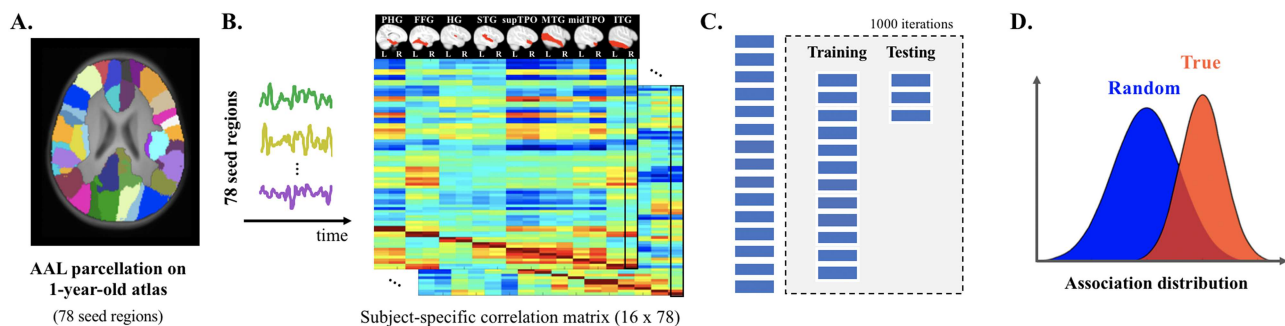 A.
AAL parcellation on
1-year-old atlas
(78 seed regions)
B.
78 seed regions
time
PHG FFG HG STG supTPO MTG midTPO ITG
L R L R L R L R L R L R L R L R
Subject-specific correlation matrix (16 x 78)
C.
1000 iterations
Training Testing
D.
True
Random
Association distribution